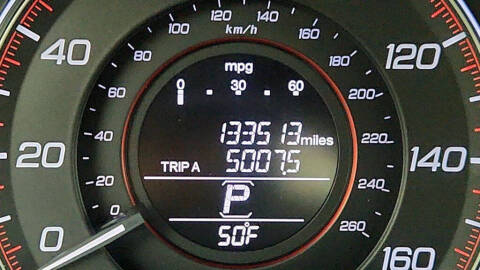 120 140
100 160
km/h
80 180
40 mpg 120
0 30 60
60 200
133513 miles
40 220
20 TRIP A 5007.5 140
20 P 240
0 50°F 260
0 160